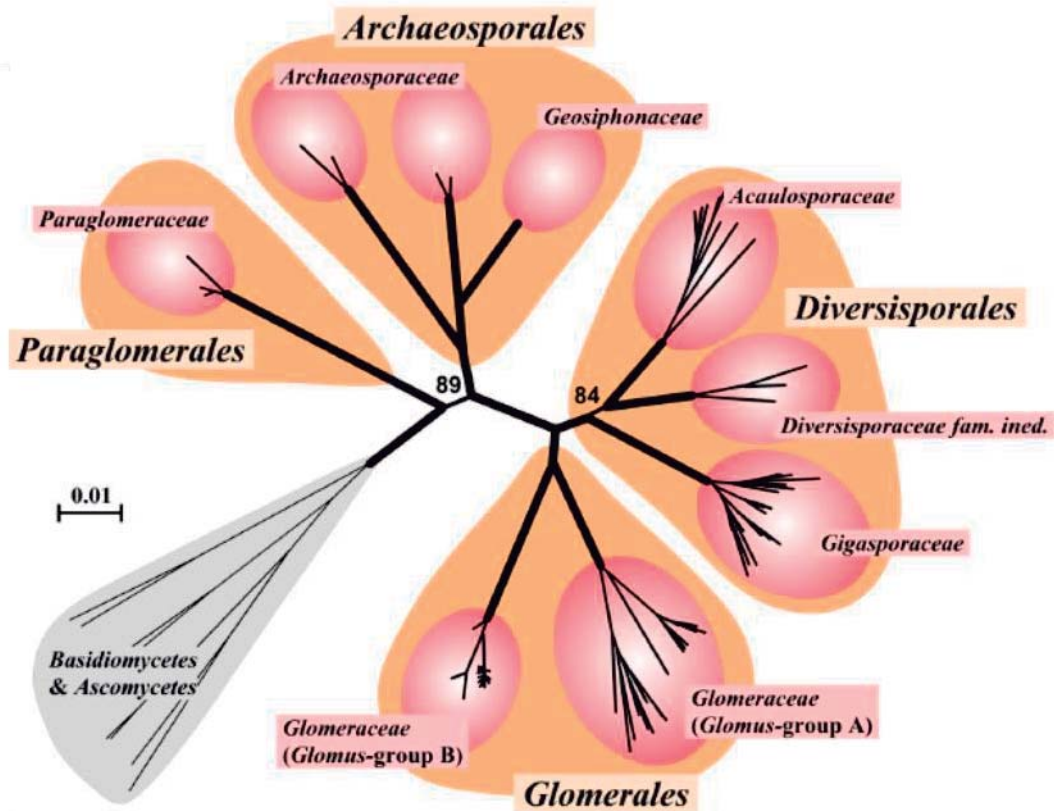 Archaeosporales
Archaeosporaceae
Geosiphonaceae
Acaulosporaceae
Paraglomeraceae
Diversisporales
Paraglomerales
89
84
Diversisporaceae fam. ined.
0.01
Gigasporaceae
Basidiomycetes
& Ascomycetes
Glomeraceae
(Glomus-group A)
Glomeraceae
(Glomus-group B)
Glomerales